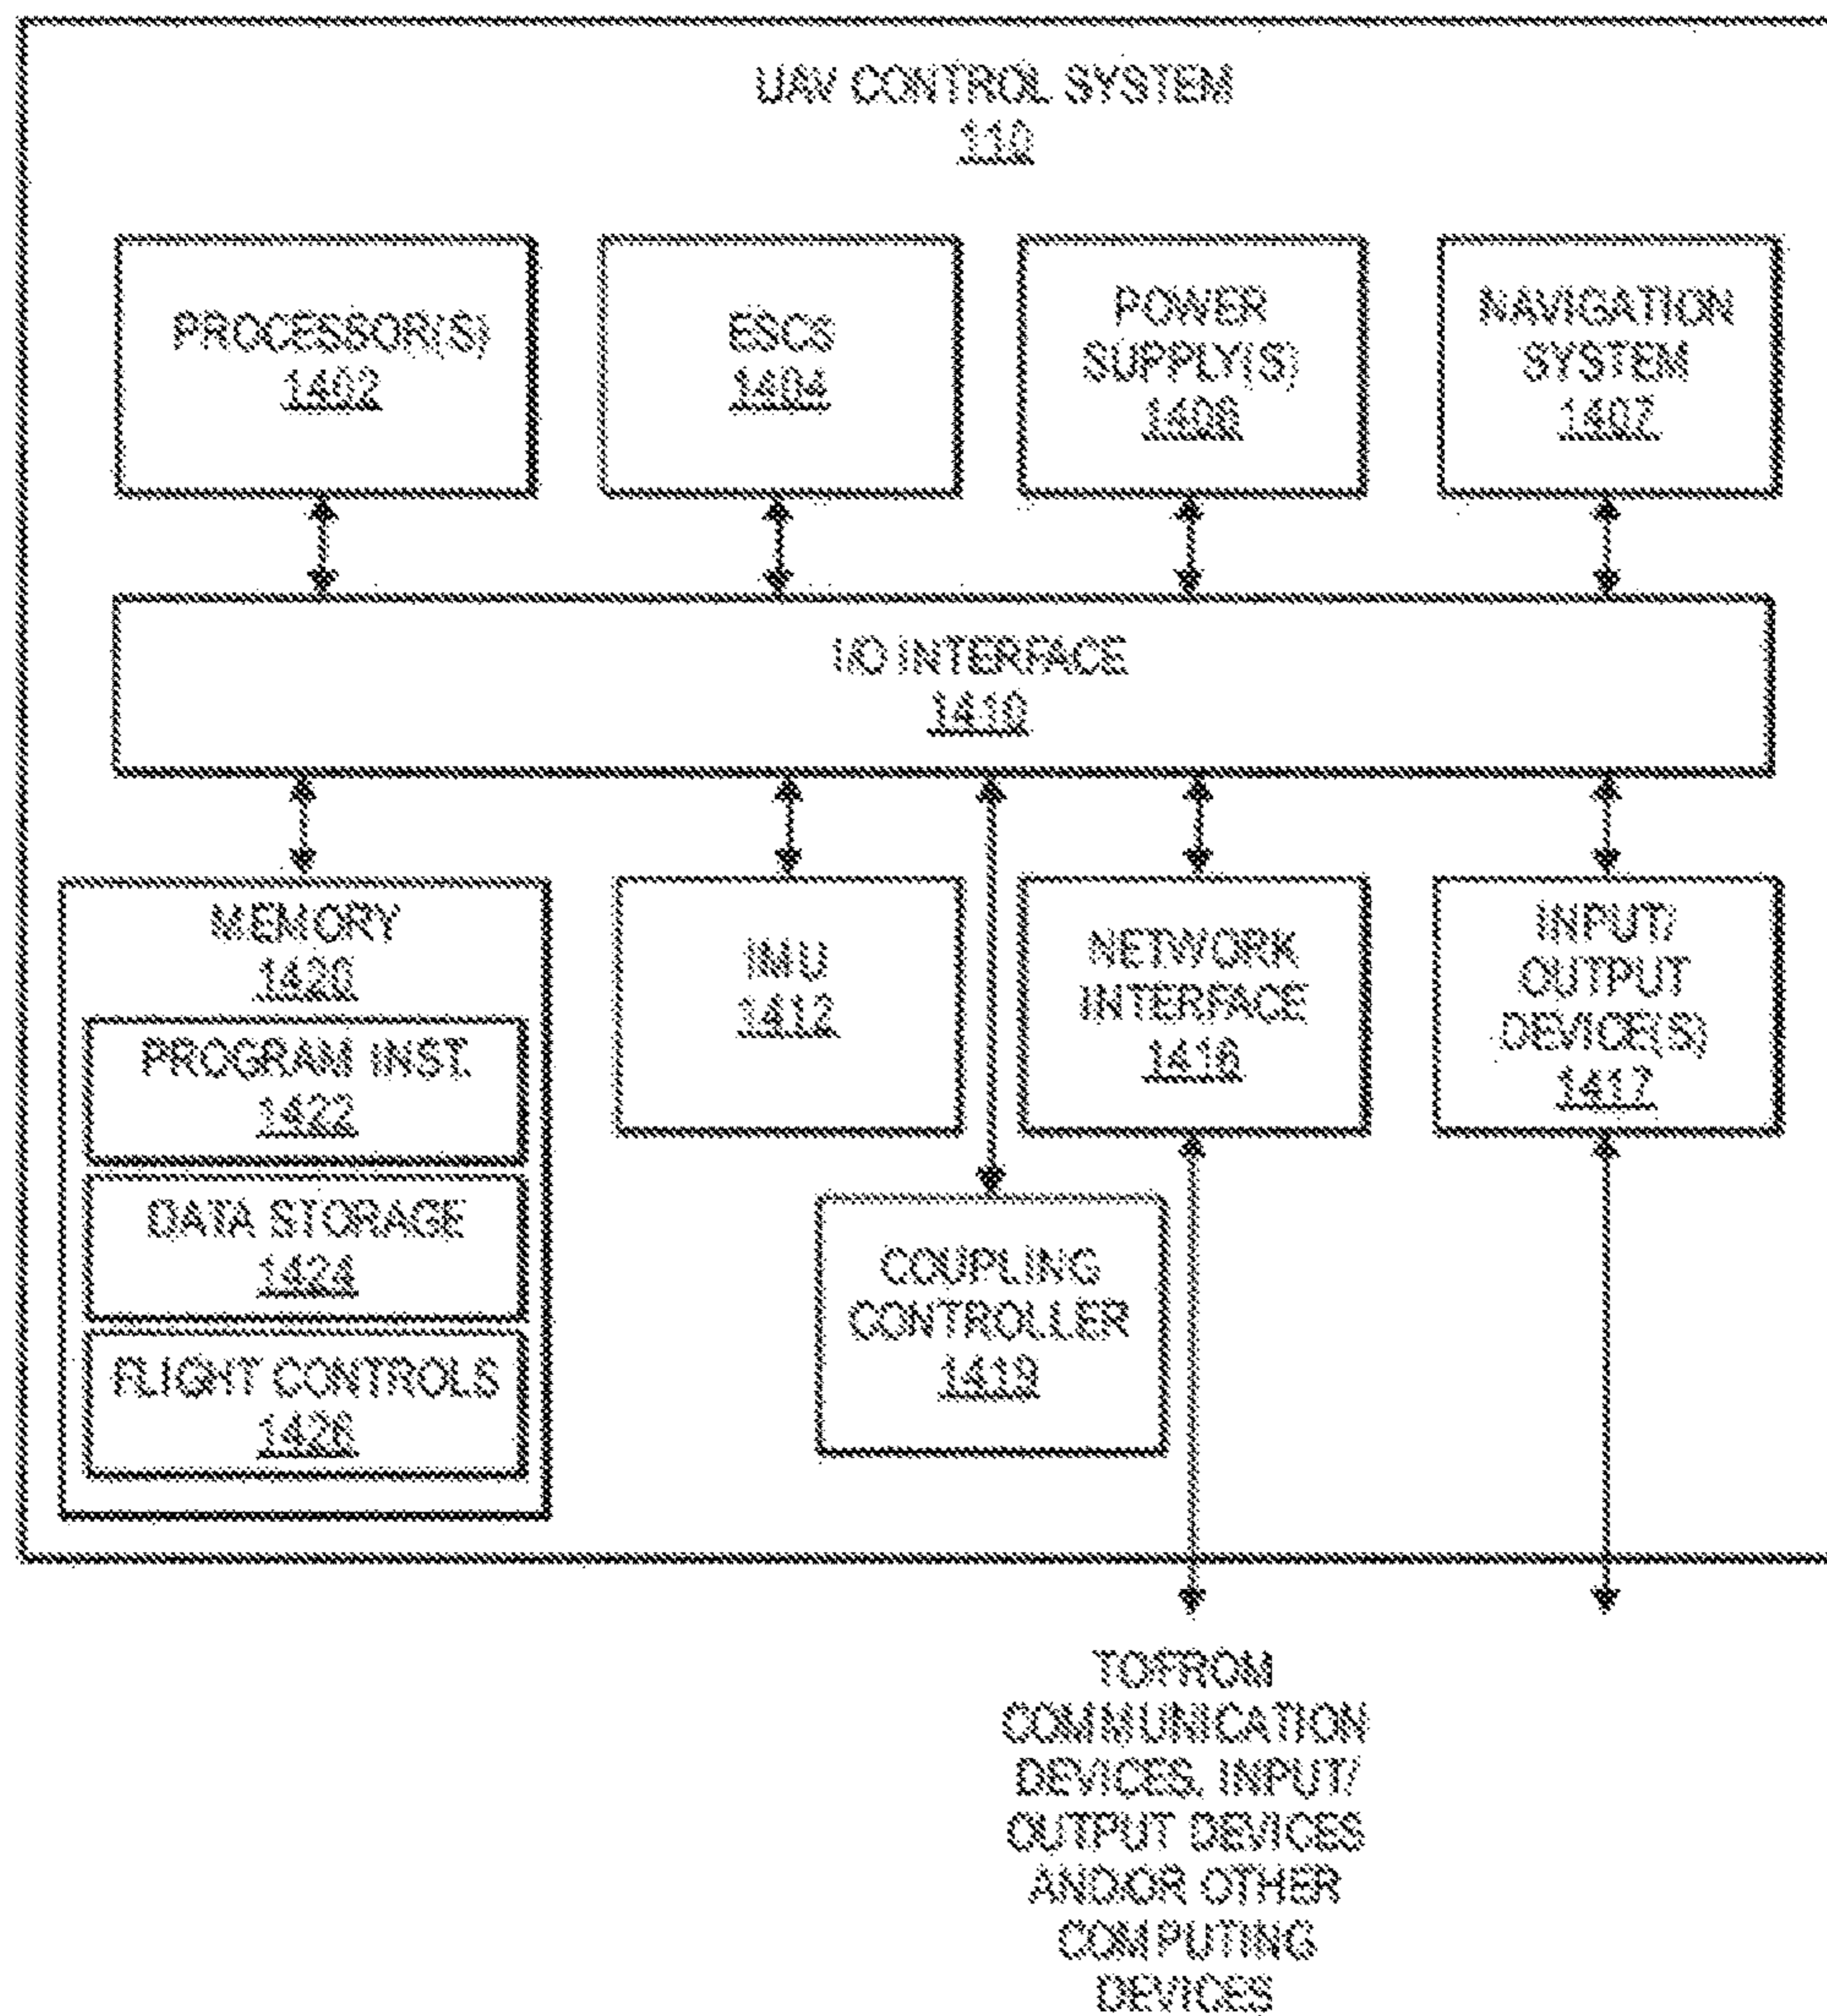 UAV CONTROL SYSTEM
110
PROCESSOR(S)
1402
ESCS
1404
POWER
SUPPLY(S)
1406
NAVIGATION
SYSTEM
1407
I/O INTERFACE
1410
MEMORY
1420
PROGRAM INST.
1422
DATA STORAGE
1424
FLIGHT CONTROLS
1426
IMU
1412
NETWORK
INTERFACE
1416
INPUT/
OUTPUT
DEVICE(S)
1417
COUPLING
CONTROLLER
1419
TO/FROM
COMMUNICATION
DEVICES, INPUT/
OUTPUT DEVICES
AND/OR OTHER
COMPUTING
DEVICES